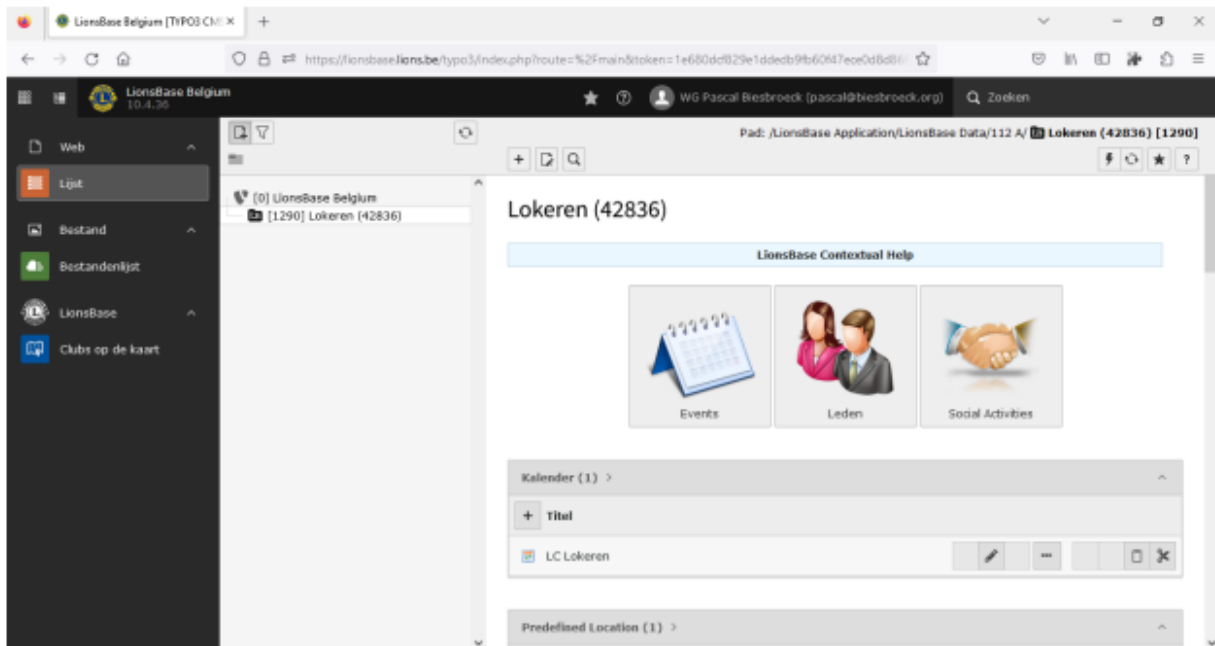 LionsBase Belgium [TYPO3 CMS
https://lionsbase.lions.be/typo3/index.php?route=%2Fmain&token=
LionsBase Belgium
10.4.36
WG Pascal Biesbroeck (pascal@biesbroeck.org)
Zoeken
Web
Lijst
Bestand
Bestandenlijst
LionsBase
Clubs op de kaart
[0] LionsBase Belgium
[1290] Lokeren (42836)
Pad: /LionsBase Application/LionsBase Data/112 A/ Lokeren (42836) [1290]
Lokeren (42836)
LionsBase Contextual Help
Events
Leden
Social Activities
Kalender (1) >
Titel
LC Lokeren
Predefined Location (1) >